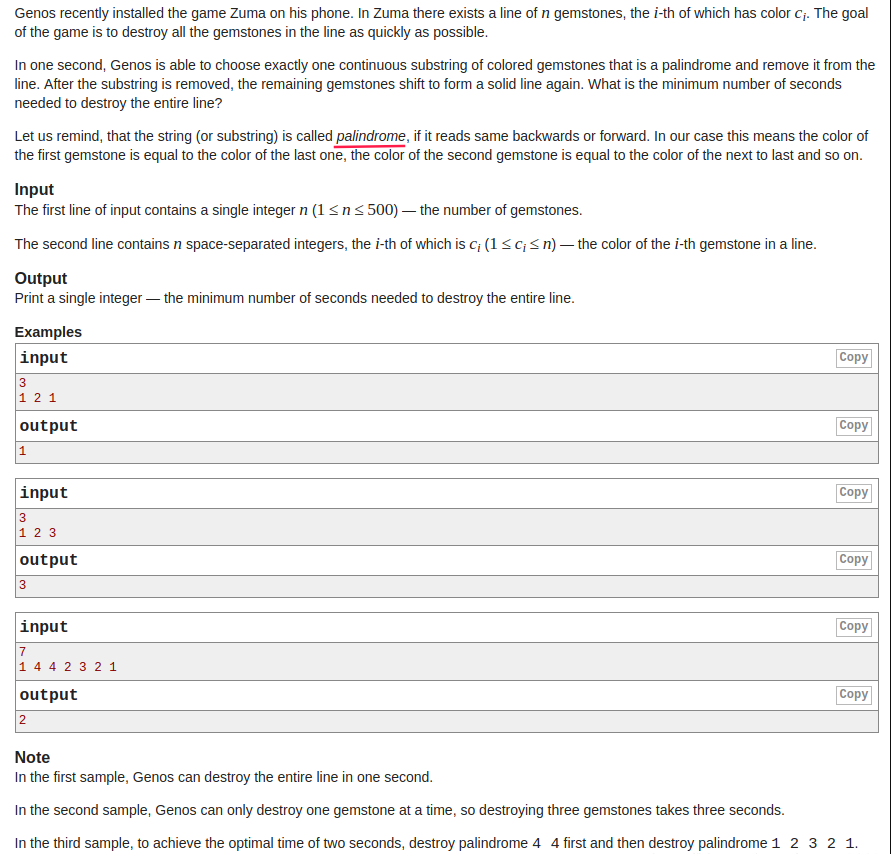 Genos recently installed the game Zuma on his phone. In Zuma there exists a line of n gemstones, the i-th of which has color ci. The goal
of the game is to destroy all the gemstones in the line as quickly as possible.
In one second, Genos is able to choose exactly one continuous substring of colored gemstones that is a palindrome and remove it from the
line. After the substring is removed, the remaining gemstones shift to form a solid line again. What is the minimum number of seconds
needed to destroy the entire line?
Let us remind, that the string (or substring) is called palindrome, if it reads same backwards or forward. In our case this means the color of
the first gemstone is equal to the color of the last one, the color of the second gemstone is equal to the color of the next to last and so on.
Input
The first line of input contains a single integer n (1 ≤ n ≤ 500) — the number of gemstones.
The second line contains n space-separated integers, the i-th of which is ci (1 ≤ ci ≤ n) — the color of the i-th gemstone in a line.
Output
Print a single integer — the minimum number of seconds needed to destroy the entire line.
Examples
input Copy
3
1 2 1
output Copy
1
input Copy
3
1 2 3
output Copy
3
input Copy
7
1 4 4 2 3 2 1
output Copy
2
Note
In the first sample, Genos can destroy the entire line in one second.
In the second sample, Genos can only destroy one gemstone at a time, so destroying three gemstones takes three seconds.
In the third sample, to achieve the optimal time of two seconds, destroy palindrome 4 4 first and then destroy palindrome 1 2 3 2 1.